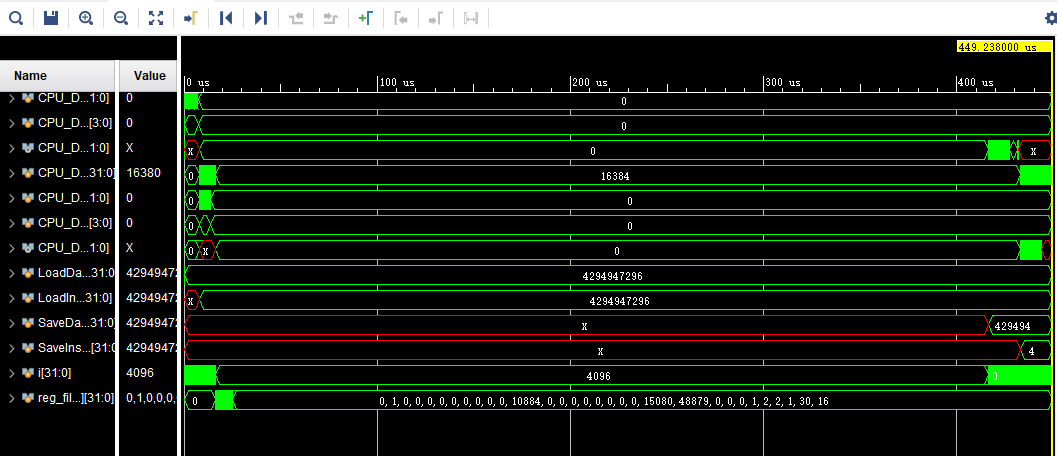 449.238000 us
Name Value
0 us 100 us 200 us 300 us 400 us
CPU_D...1:0] 0 0
CPU_D...[3:0] 0 0
CPU_D...1:0] X X 0 X
CPU_D...31:0] 16380 0 16384
CPU_D...1:0] 0 0 0
CPU_D...[3:0] 0 0 0
CPU_D...1:0] X 0 X 0
LoadDa...31:0 42949472 4294947296
LoadIn...31:0] 42949472 X 4294947296
SaveDa...31:0 42949472 X 429494
SaveIns...[31:0 42949472 X 4
i[31:0] 4096 4096 0
reg_fil...][31:0] 0,1,0,0,0,0 0 0,1,0,0,0,0,0,0,0,0,0,10884,0,0,0,0,0,0,0,0,15080,48879,0,0,0,1,2,2,1,30,16